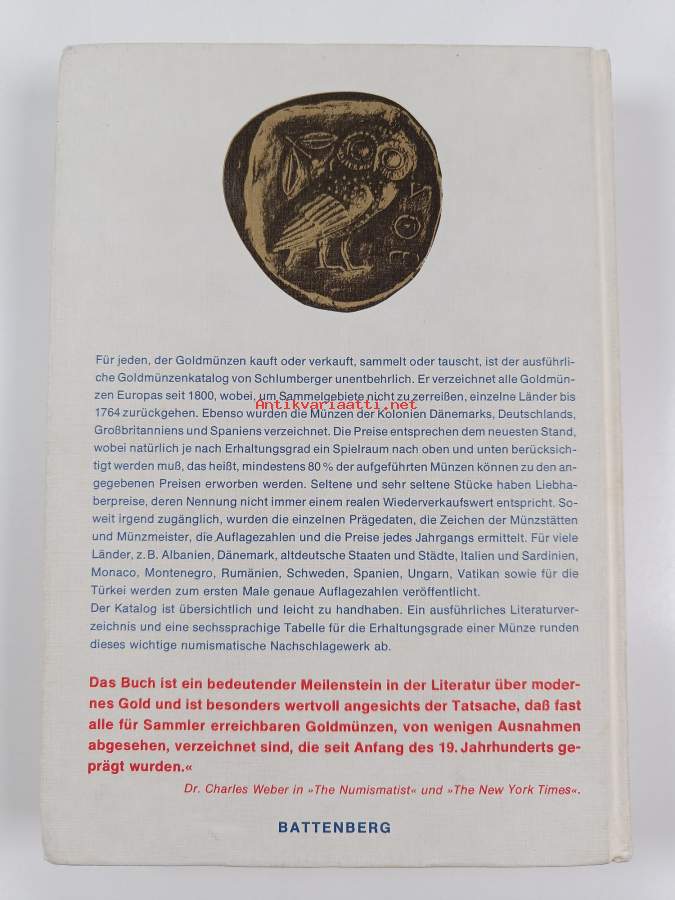 ΑΘΕ
Für jeden, der Goldmünzen kauft oder verkauft, sammelt oder tauscht, ist der ausführli-
che Goldmünzenkatalog von Schlumberger unentbehrlich. Er verzeichnet alle Goldmün-
zen Europas seit 1800, wobei, um Sammelgebiete nicht zu zerreißen, einzelne Länder bis
Antikvariaatti.net
1764 zurückgehen. Ebenso wurden die Münzen der Kolonien Dänemarks, Deutschlands,
Großbritanniens und Spaniens verzeichnet. Die Preise entsprechen dem neuesten Stand,
wobei natürlich je nach Erhaltungsgrad ein Spielraum nach oben und unten berücksich-
tigt werden muß, das heißt, mindestens 80% der aufgeführten Münzen können zu den an-
gegebenen Preisen erworben werden. Seltene und sehr seltene Stücke haben Liebha-
berpreise, deren Nennung nicht immer einem realen Wiederverkaufswert entspricht. So-
weit irgend zugänglich, wurden die einzelnen Prägedaten, die Zeichen der Münzstätten
und Münzmeister, die Auflagezahlen und die Preise jedes Jahrgangs ermittelt. Für viele
Länder, z.B. Albanien, Dänemark, altdeutsche Staaten und Städte, Italien und Sardinien,
Monaco, Montenegro, Rumänien, Schweden, Spanien, Ungarn, Vatikan sowie für die
Türkei werden zum ersten Male genaue Auflagezahlen veröffentlicht.
Der Katalog ist übersichtlich und leicht zu handhaben. Ein ausführliches Literaturver-
zeichnis und eine sechssprachige Tabelle für die Erhaltungsgrade einer Münze runden
dieses wichtige numismatische Nachschlagewerk ab.
Das Buch ist ein bedeutender Meilenstein in der Literatur über moder-
nes Gold und ist besonders wertvoll angesichts der Tatsache, daß fast
alle für Sammler erreichbaren Goldmünzen, von wenigen Ausnahmen
abgesehen, verzeichnet sind, die seit Anfang des 19. Jahrhunderts ge-
prägt wurden.«
Dr. Charles Weber in »The Numismatist« und »The New York Times«.
BATTENBERG